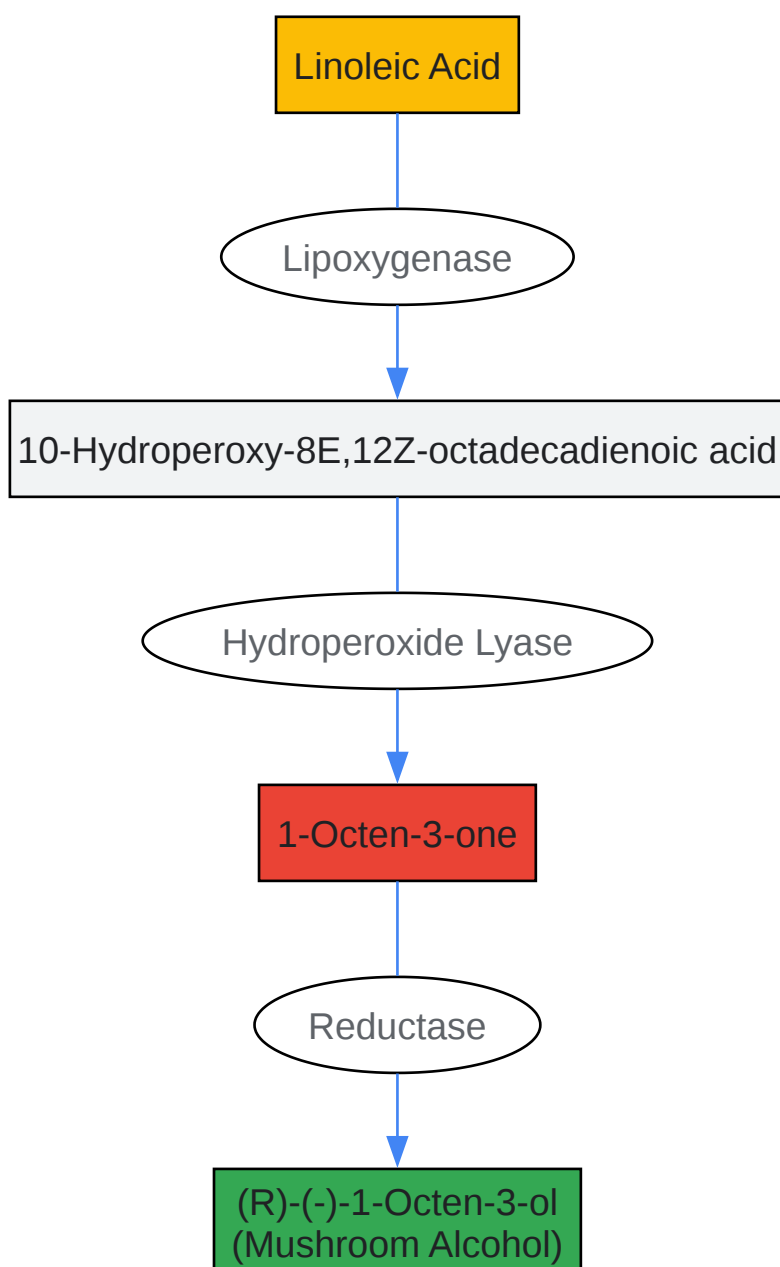 Linoleic Acid
Lipoxygenase
10-Hydroperoxy-8E,12Z-octadecadienoic acid
Hydroperoxide Lyase
1-Octen-3-one
Reductase
(R)-(-)-1-Octen-3-ol
(Mushroom Alcohol)